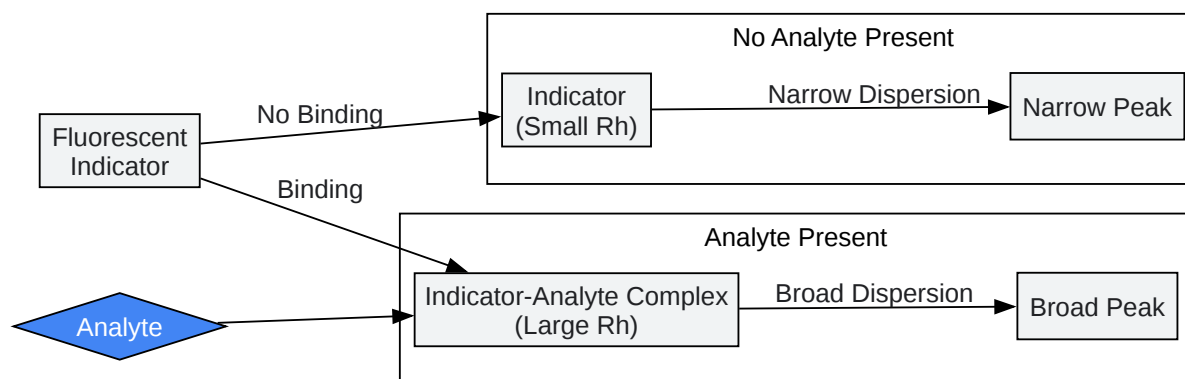 No Analyte Present
Fluorescent
Indicator
No Binding
Indicator
(Small Rh)
Narrow Dispersion
Narrow Peak
Binding
Analyte Present
Analyte
Indicator-Analyte Complex
(Large Rh)
Broad Dispersion
Broad Peak